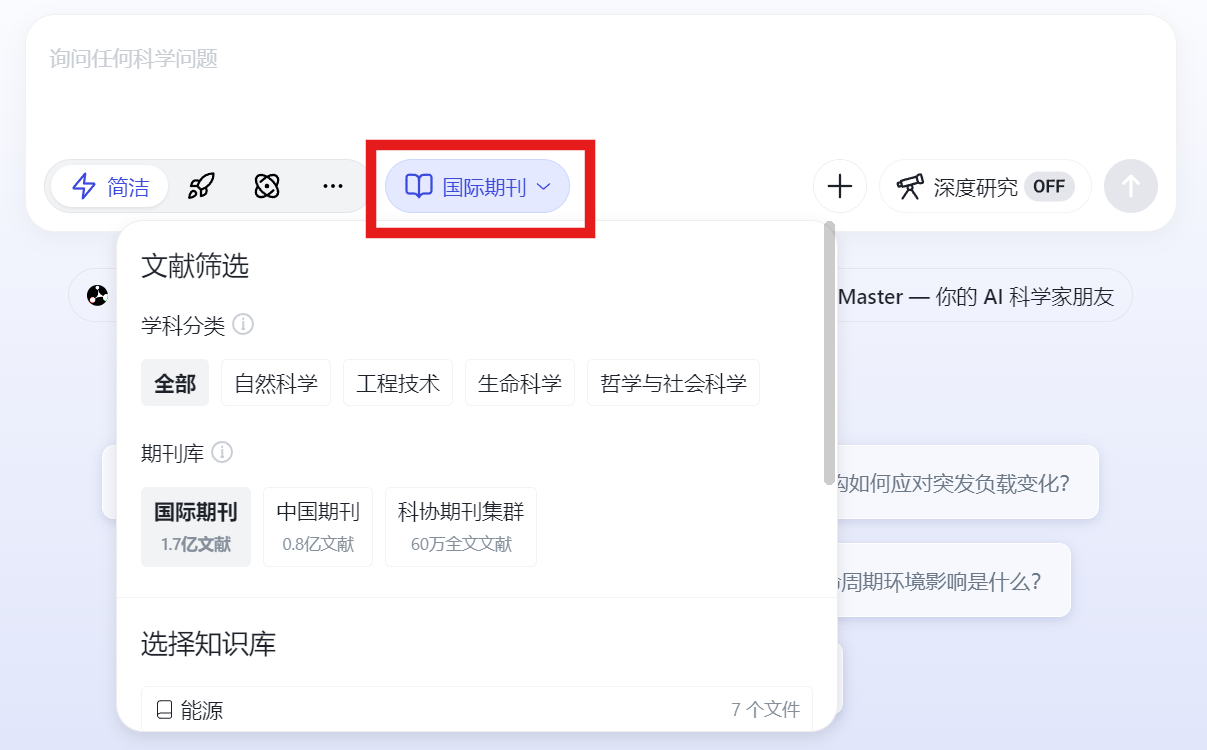 询问任何科学问题
简洁
国际期刊
深度研究 OFF
文献筛选
Master — 你的 AI 科学家朋友
学科分类
全部 自然科学 工程技术 生命科学 哲学与社会科学
期刊库
如何应对突发负载变化?
国际期刊 中国期刊 科协期刊集群
1.7亿文献 0.8亿文献 60万全文文献
周期环境影响是什么?
选择知识库
能源 7 个文件